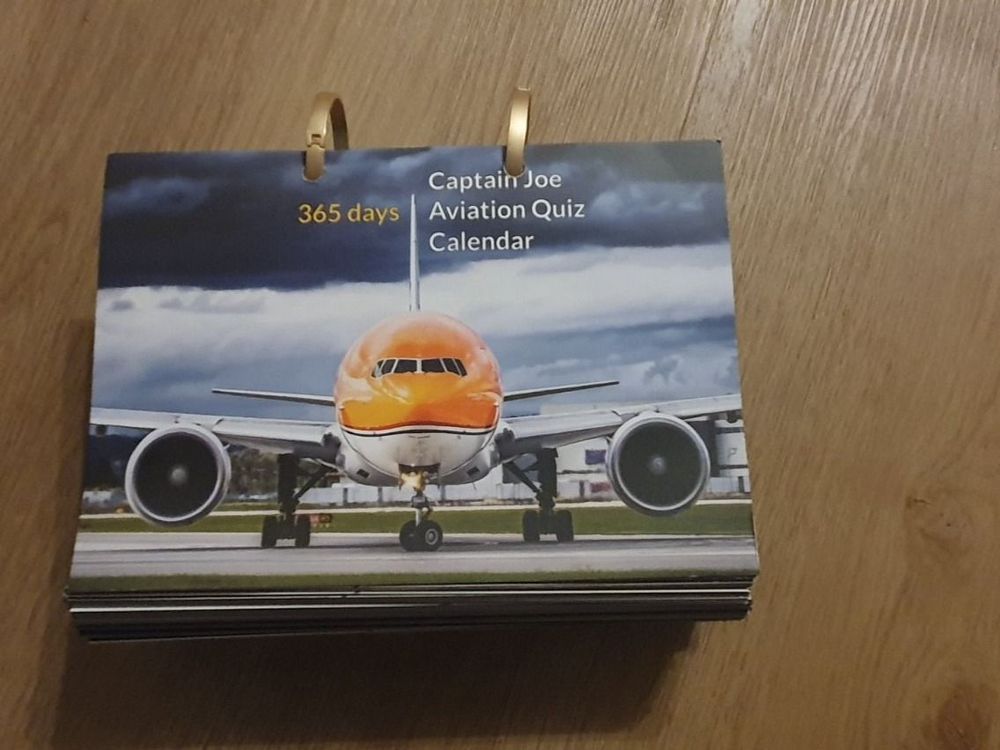 365 days
Captain Joe
Aviation Quiz
Calendar